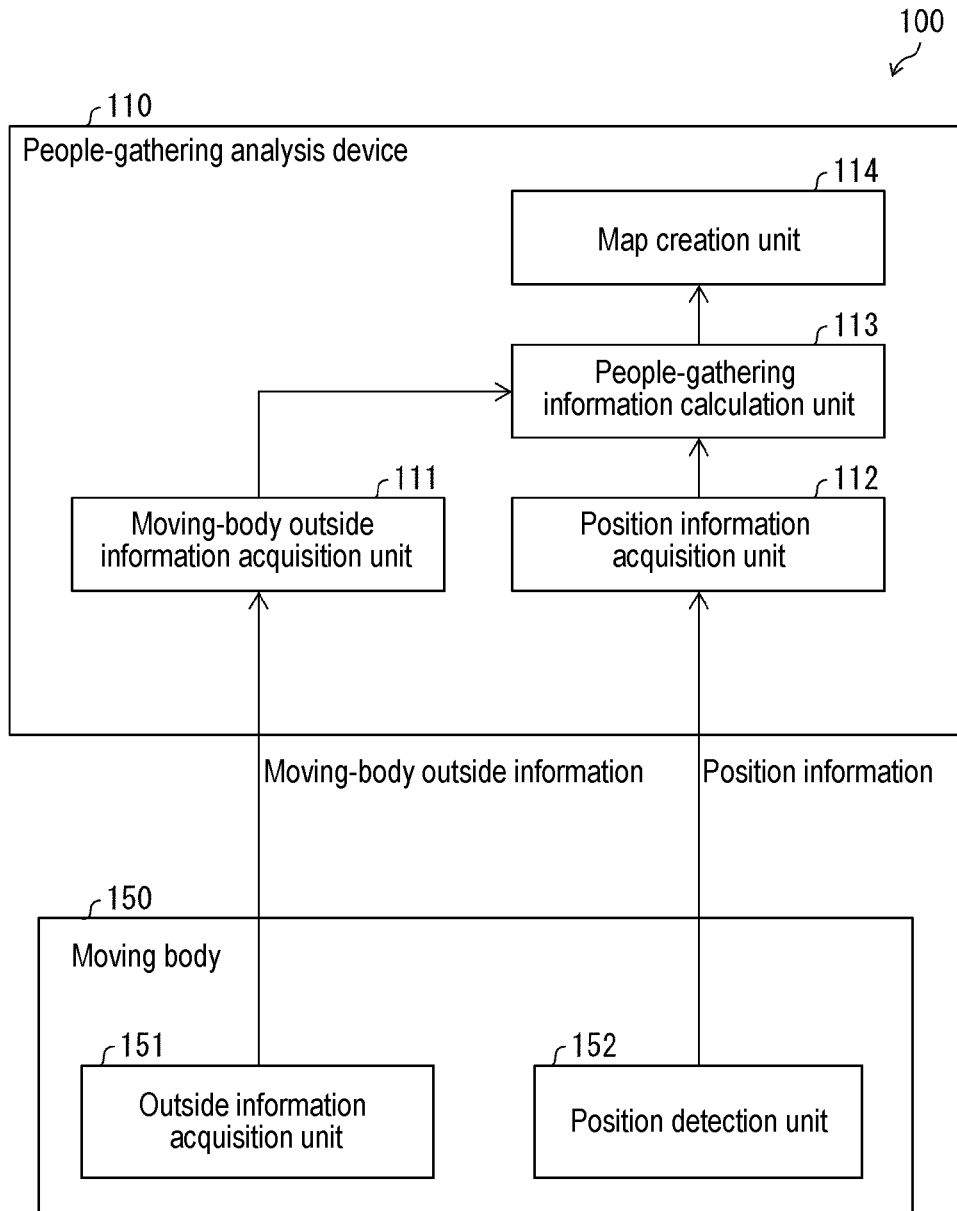 100
110
People-gathering analysis device
114
Map creation unit
113
People-gathering
information calculation unit
111
Moving-body outside
information acquisition unit
112
Position information
acquisition unit
Moving-body outside information
Position information
150
Moving body
151
Outside information
acquisition unit
152
Position detection unit